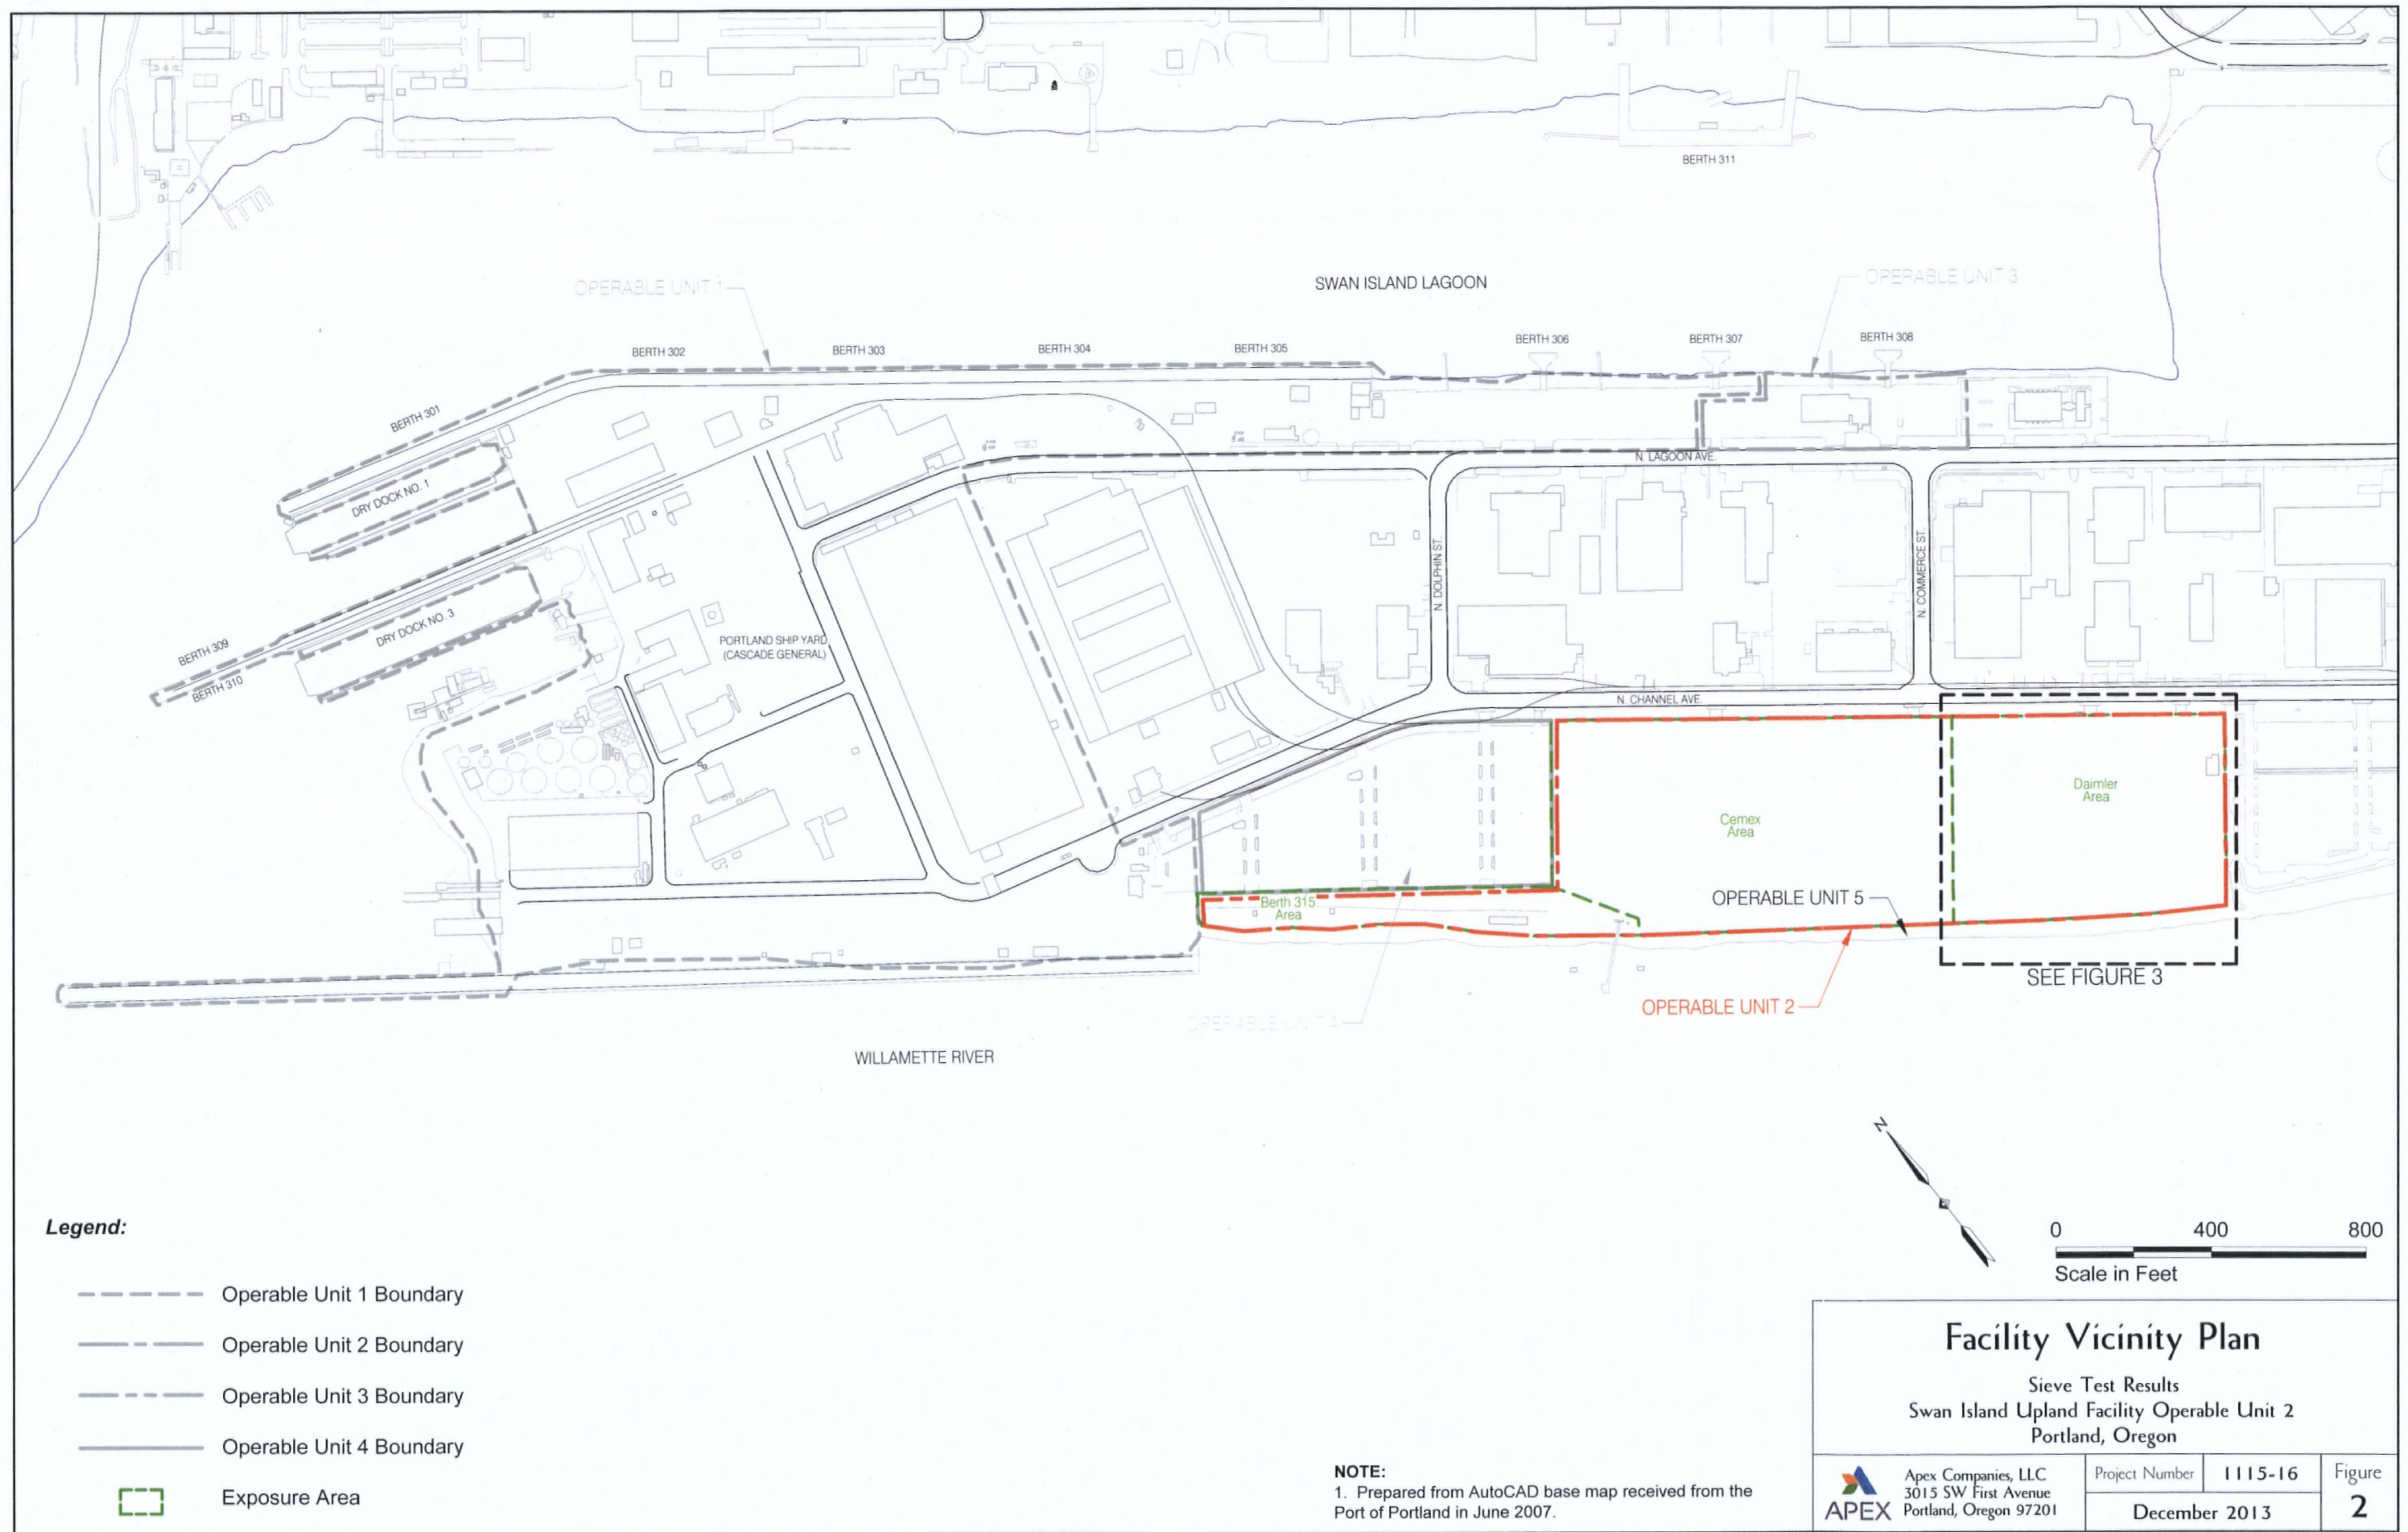 BERTH 311
OPERABLE UNIT 1
SWAN ISLAND LAGOON
OPERABLE UNIT 3
BERTH 302
BERTH 303
BERTH 304
BERTH 305
BERTH 306
BERTH 307
BERTH 308
BERTH 301
DRY DOCK NO. 1
N. LAGOON AVE.
N. DOLPHIN ST.
N. COMMERCE ST.
DRY DOCK NO. 3
BERTH 309
BERTH 310
PORTLAND SHIP YARD
(CASCADE GENERAL)
N. CHANNEL AVE.
Cemex
Area
Daimler
Area
Berth 315
Area
OPERABLE UNIT 5
SEE FIGURE 3
OPERABLE UNIT 2
OPERABLE UNIT 4
WILLAMETTE RIVER
N
0 400 800
Scale in Feet
Legend:
Operable Unit 1 Boundary
Operable Unit 2 Boundary
Operable Unit 3 Boundary
Operable Unit 4 Boundary
Exposure Area
NOTE:
1. Prepared from AutoCAD base map received from the
Port of Portland in June 2007.
Facility Vicinity Plan
Sieve Test Results
Swan Island Upland Facility Operable Unit 2
Portland, Oregon
APEX
Apex Companies, LLC
3015 SW First Avenue
Portland, Oregon 97201
Project Number 1115-16
December 2013
Figure
2